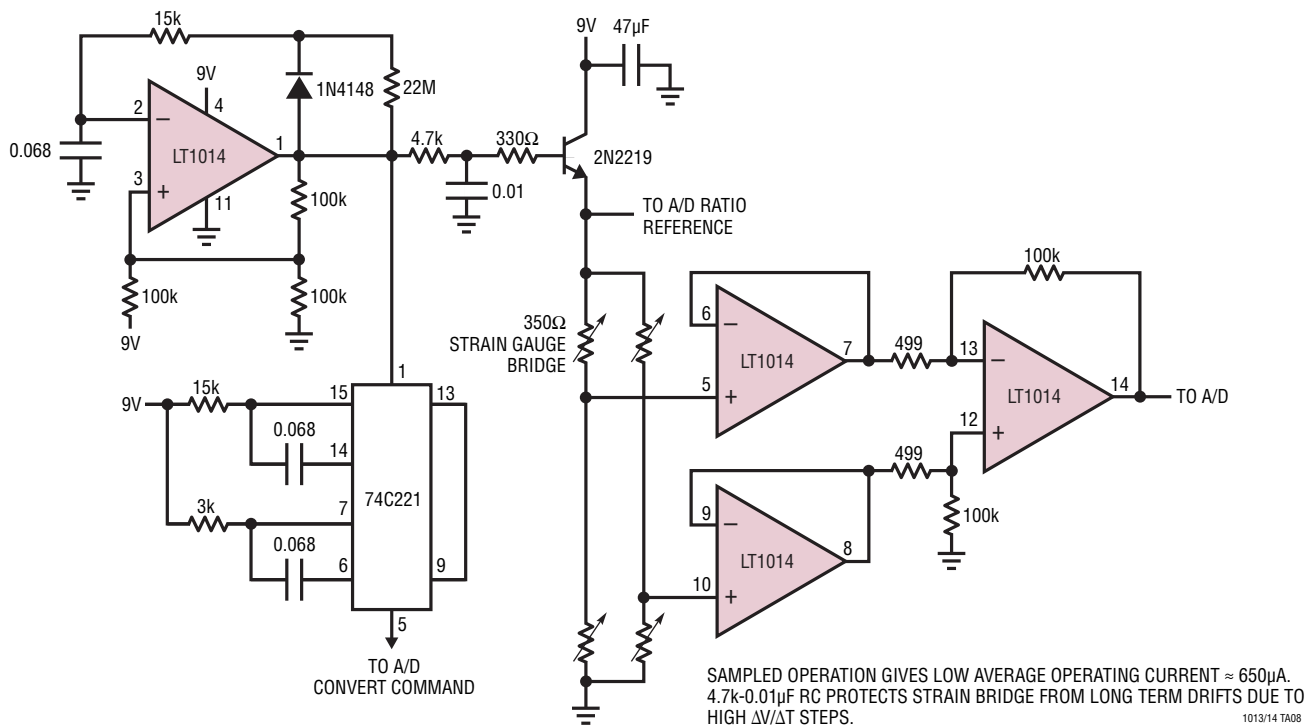 15k
9V
47µF
9V
1N4148
22M
2
4
0.068
LT1014
1
4.7k
330Ω
2N2219
3
11
100k
0.01
TO A/D RATIO
REFERENCE
100k
100k
9V
100k
350Ω
STRAIN GAUGE
BRIDGE
6
LT1014
7
499
13
5
LT1014
14
TO A/D
12
1
9V
15k
15
13
0.068
14
499
74C221
3k
7
100k
9
LT1014
8
0.068
6
9
10
5
TO A/D
CONVERT COMMAND
SAMPLED OPERATION GIVES LOW AVERAGE OPERATING CURRENT ≈ 650µA.
4.7k-0.01µF RC PROTECTS STRAIN BRIDGE FROM LONG TERM DRIFTS DUE TO
HIGH ∆V/∆T STEPS.
1013/14 TA08